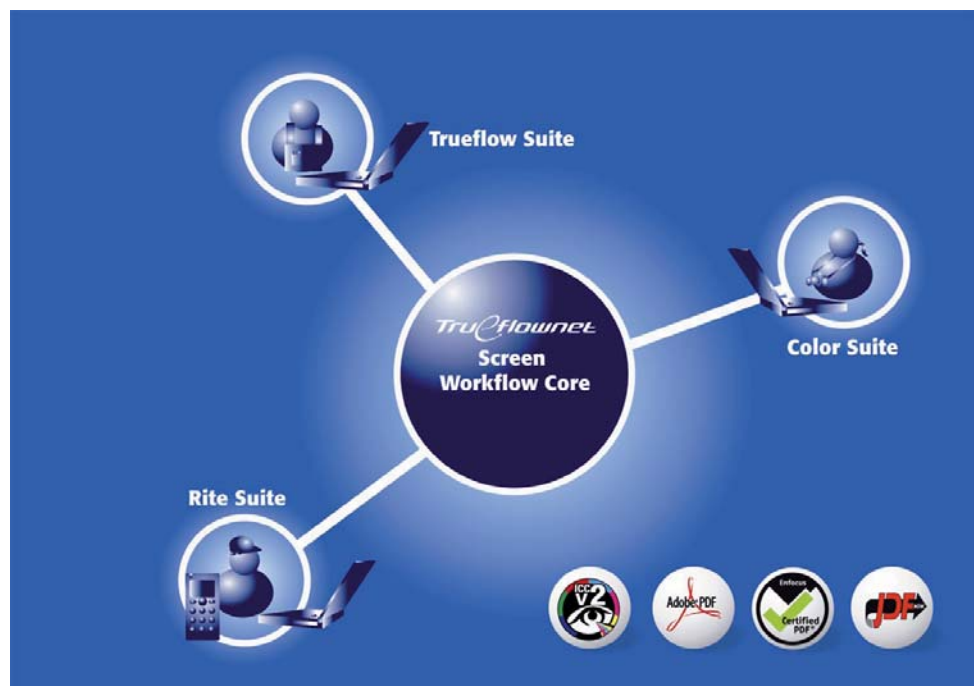 Trueflow Suite
Trueflownet
Screen
Workflow Core
Color Suite
Rite Suite
ICC
V2
Adobe PDF
Enfocus
Certified
PDF
JDF